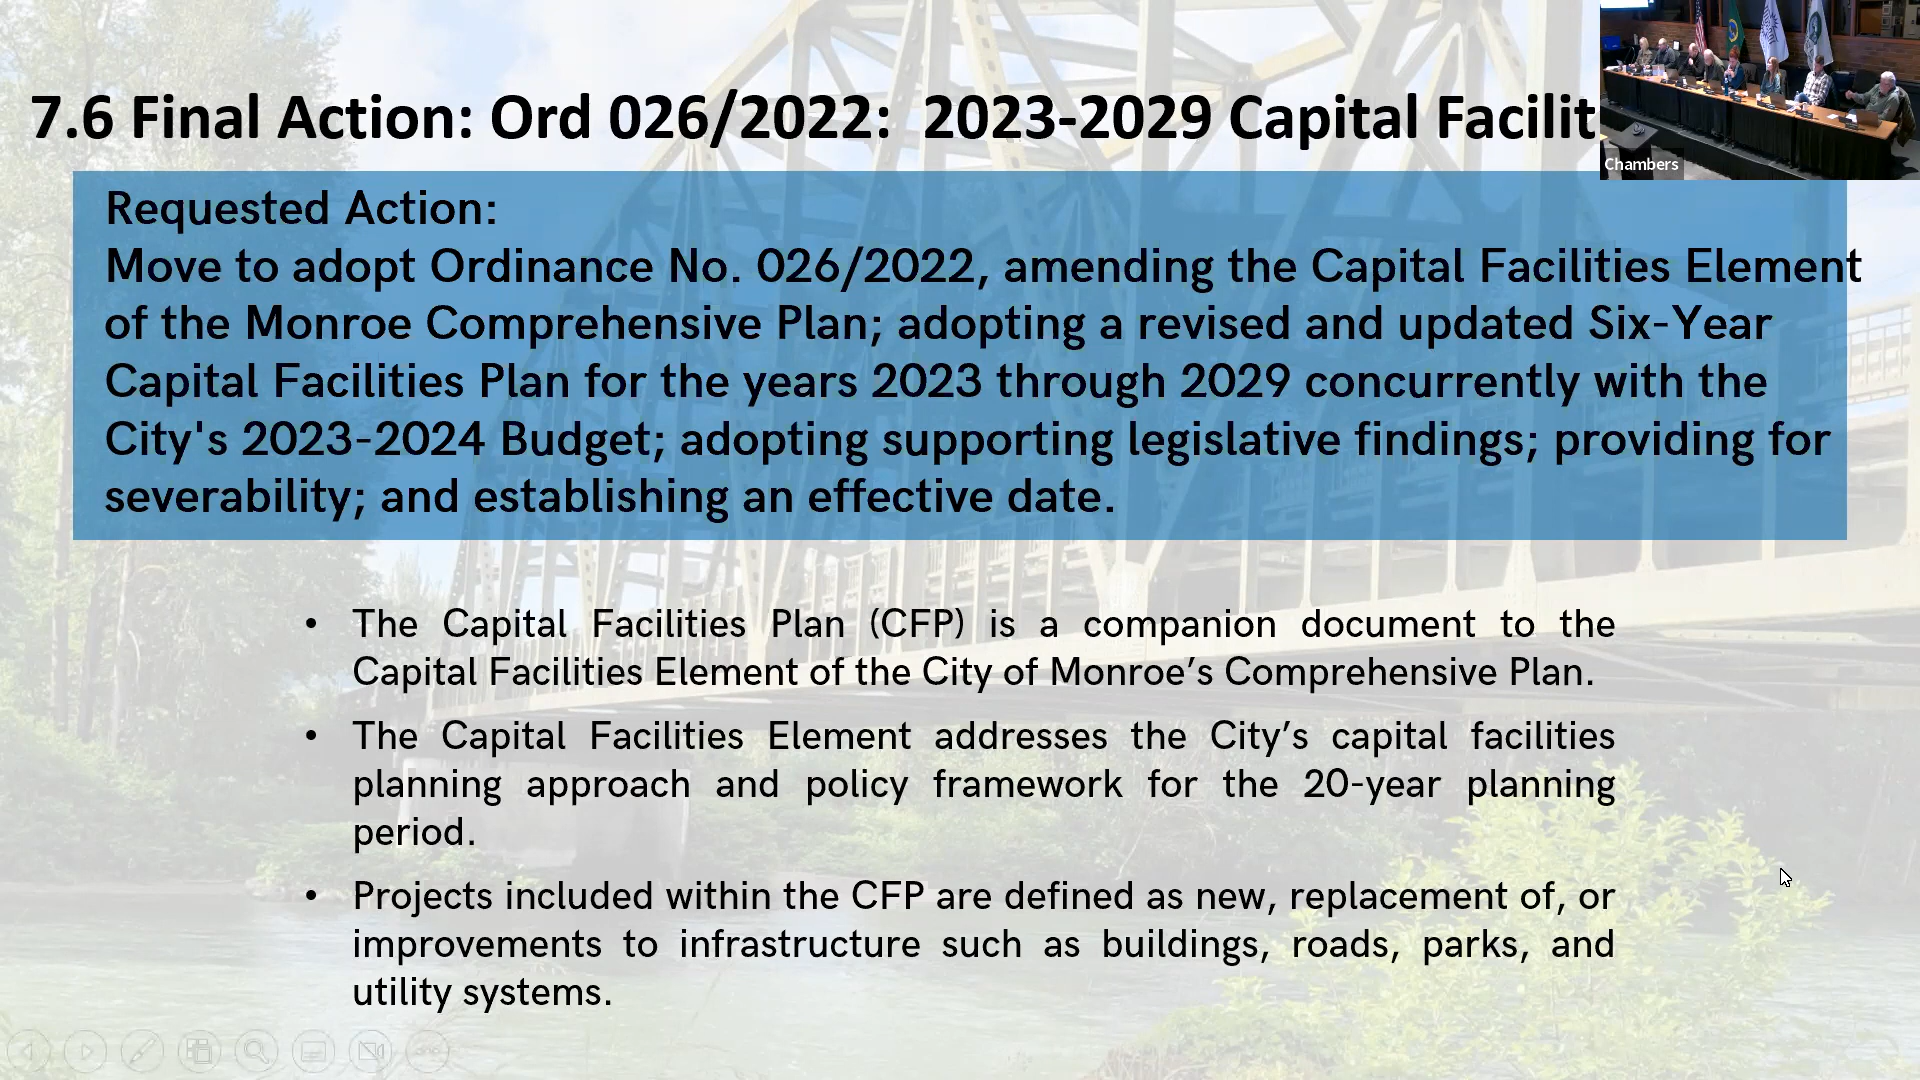 7.6 Final Action: Ord 026/2022: 2023-2029 Capital Facilit
Chambers
Requested Action:
Move to adopt Ordinance No. 026/2022, amending the Capital Facilities Element
of the Monroe Comprehensive Plan; adopting a revised and updated Six-Year
Capital Facilities Plan for the years 2023 through 2029 concurrently with the
City's 2023-2024 Budget; adopting supporting legislative findings; providing for
severability; and establishing an effective date.
• The Capital Facilities Plan (CFP) is a companion document to the
Capital Facilities Element of the City of Monroe’s Comprehensive Plan.
• The Capital Facilities Element addresses the City’s capital facilities
planning approach and policy framework for the 20-year planning
period.
• Projects included within the CFP are defined as new, replacement of, or
improvements to infrastructure such as buildings, roads, parks, and
utility systems.